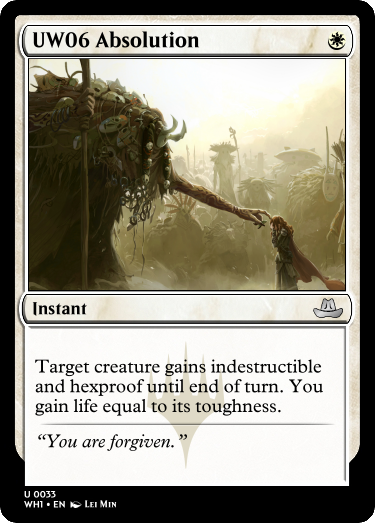 UW06 Absolution
Instant
Target creature gains indestructible
and hexproof until end of turn. You
gain life equal to its toughness.
“You are forgiven.”
U 0033
WH1 • EN Lei Min